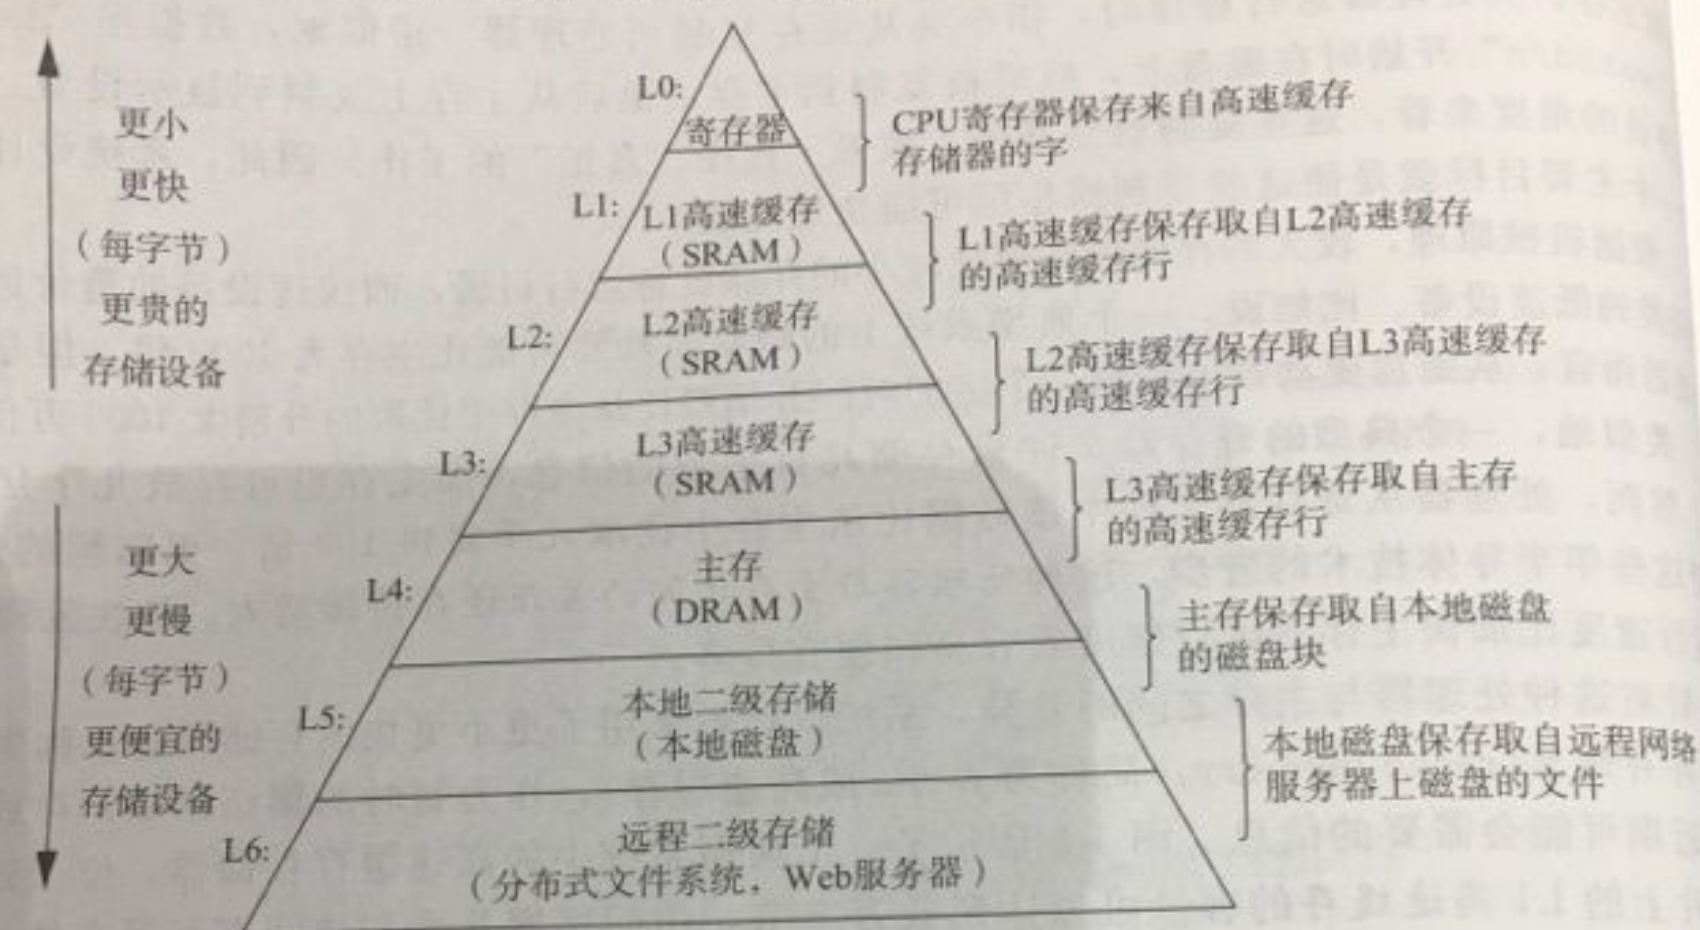 更小
更快
（每字节）
更贵的
存储设备
更大
更慢
（每字节）
更便宜的
存储设备
L0:
寄存器
L1:
L1高速缓存
（SRAM）
L2:
L2高速缓存
（SRAM）
L3:
L3高速缓存
（SRAM）
L4:
主存
（DRAM）
L5:
本地二级存储
（本地磁盘）
L6:
远程二级存储
（分布式文件系统，Web服务器）
CPU寄存器保存来自高速缓存
存储器的字
L1高速缓存保存取自L2高速缓存
的高速缓存行
L2高速缓存保存取自L3高速缓存
的高速缓存行
L3高速缓存保存取自主存
的高速缓存行
主存保存取自本地磁盘
的磁盘块
本地磁盘保存取自远程网络
服务器上磁盘的文件